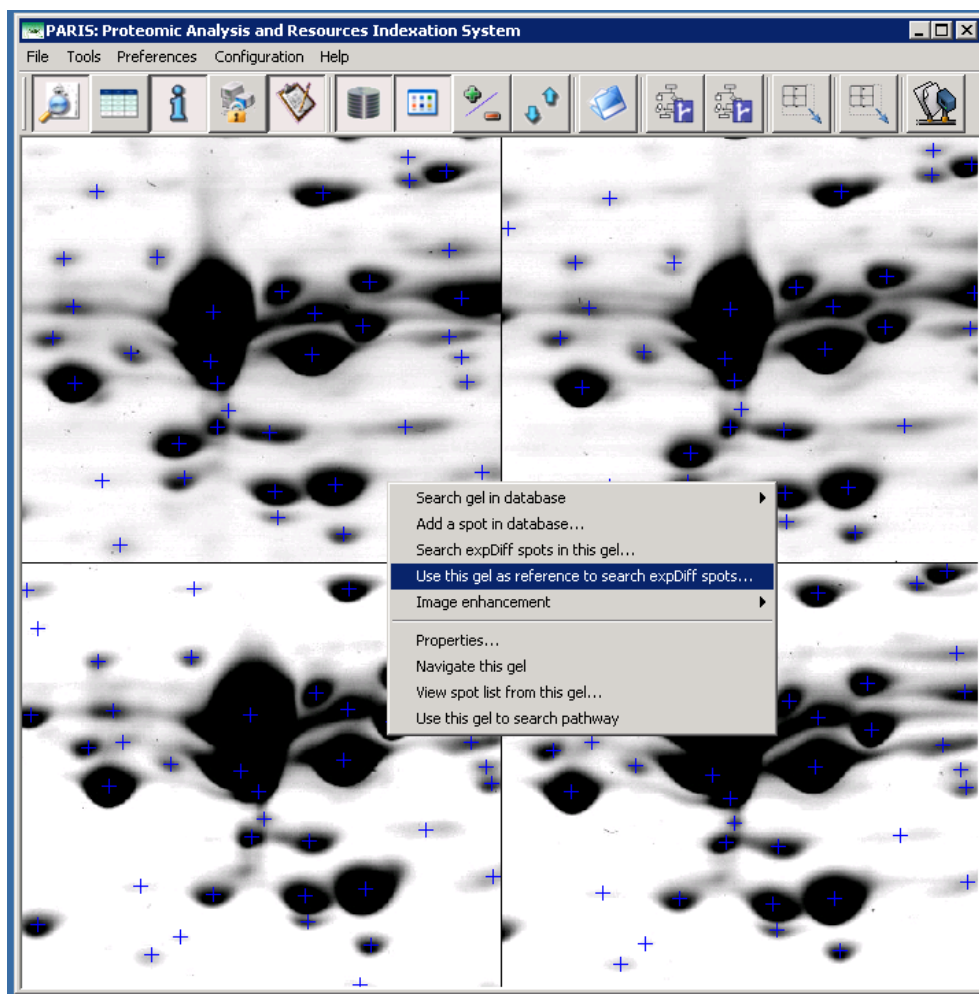 PARIS: Proteomic Analysis and Resources Indexation System
File Tools Preferences Configuration Help
Search gel in database
Add a spot in database...
Search expDiff spots in this gel...
Use this gel as reference to search expDiff spots...
Image enhancement
Properties...
Navigate this gel
View spot list from this gel...
Use this gel to search pathway